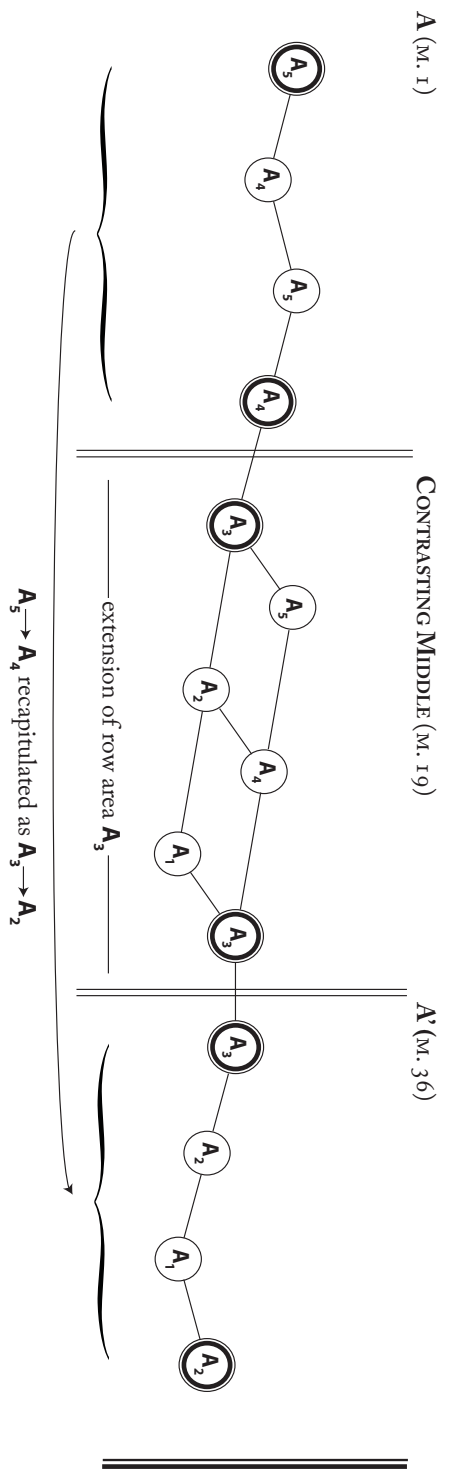 A (M. 1)
CONTRASTING MIDDLE (M. 19)
A' (M. 36)
A5
A4
A5
A4
A3
A5
A2
A4
A1
A3
A3
A2
A1
A2
extension of row area A3
A5→A4 recapitulated as A3→A2